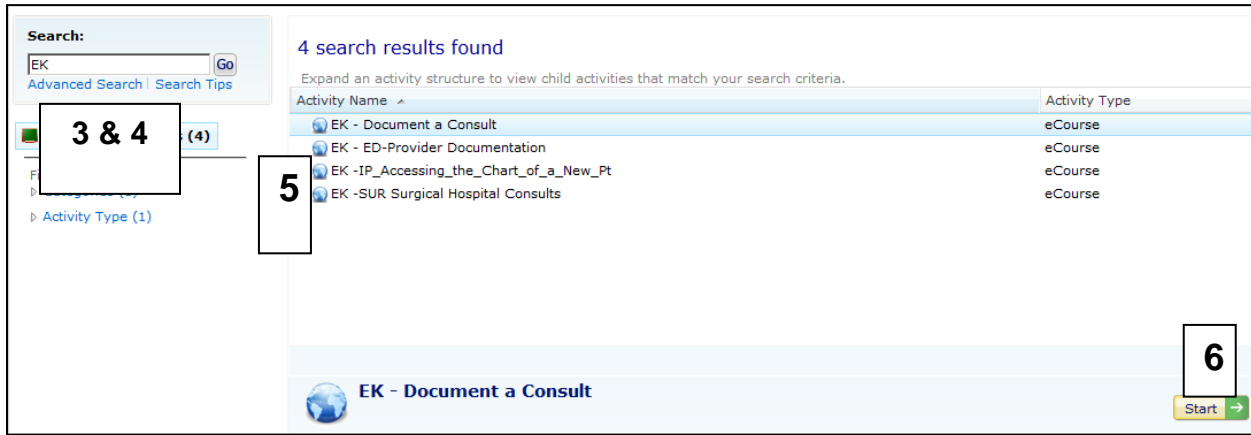 Search:
EK Go
Advanced Search | Search Tips
3 & 4
(4)
Activity Type (1)
4 search results found
Expand an activity structure to view child activities that match your search criteria.
Activity Name Activity Type
EK - Document a Consult eCourse
EK - ED-Provider Documentation eCourse
5
EK -IP_Accessing_the_Chart_of_a_New_Pt eCourse
EK -SUR Surgical Hospital Consults eCourse
6
EK - Document a Consult
Start